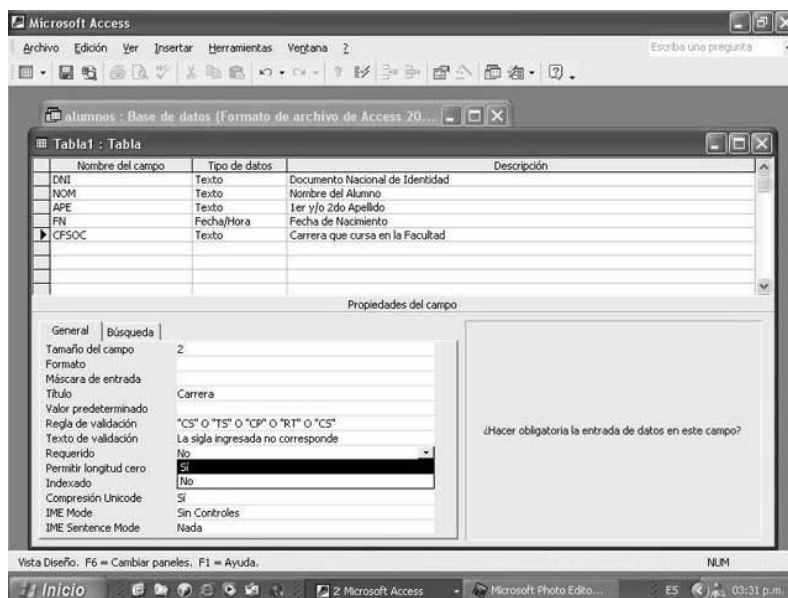 Microsoft Access
Archivo Edición Ver Insertar Herramientas Ventana ?
Escriba una pregunta
alumnos : Base de datos (Formato de archivo de Access 20...
Tabla1 : Tabla
Nombre del campo Tipo de datos Descripción
DNI Texto Documento Nacional de Identidad
NOM Texto Nombre del Alumno
APE Texto 1er y/o 2do Apellido
FN Fecha/Hora Fecha de Nacimiento
CFSOC Texto Carrera que cursa en la Facultad
Propiedades del campo
General Búsqueda
Tamaño del campo 2
Formato
Máscara de entrada
Título Carrera
Valor predeterminado
Regla de validación "CS" O "TS" O "CP" O "RT" O "CS"
Texto de validación La sigla ingresada no corresponde
Requerido No
Permitir longitud cero Sí
Indexado No
Compresión Unicode Sí
IME Mode Sin Controles
IME Sentence Mode Nada
¿Hacer obligatoria la entrada de datos en este campo?
Vista Diseño. F6 = Cambiar paneles. F1 = Ayuda. NUM
Inicio 2 Microsoft Access Microsoft Photo Edito... ES 03:31 p.m.